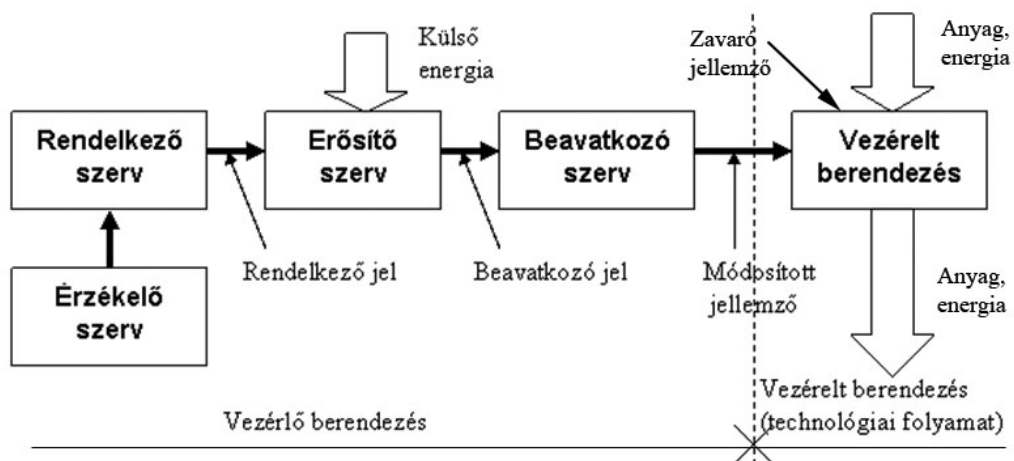 Külső
energia
Zavaró
jellemző
Anyag,
energia
Rendelkező
szerv
Erősítő
szerv
Beavatkozó
szerv
Vezérelt
berendezés
Rendelkező jel
Beavatkozó jel
Módosított
jellemző
Érzékelő
szerv
Anyag,
energia
Vezérlő berendezés
Vezérelt berendezés
(technológiai folyamat)